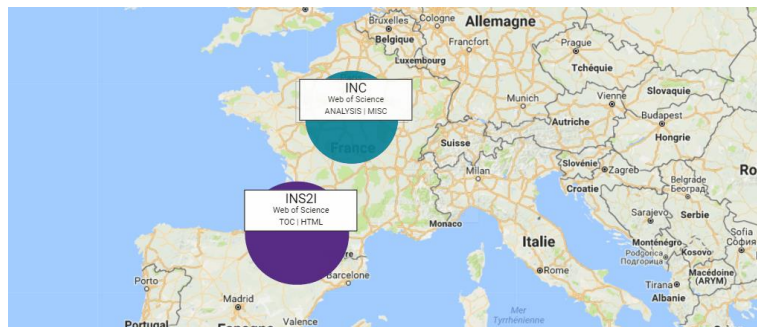 Bruxelles
Cologne
Allemagne
Belgique
Francfort
Prague
Luxembourg
Tchéquie
INC
Web of Science
ANALYSIS | MISC
Slovaquie
Munich
Vienne
Budapest
Autriche
Hongrie
France
Suisse
Slovénie
Zagreb
Milan
Croatie
Belgrade
Београд
INS2I
Web of Science
TOC | HTML
Monaco
Sarajevo
Serbie
Italie
Monténégro
Sofia
София
Kosovo
Podgorica
Подгорица
Barcelone
Rome
Macédoine
(ARYM)
Porto
Tirana
Albanie
Madrid
Mer
Tyrrhénienne
Portugal
Valence